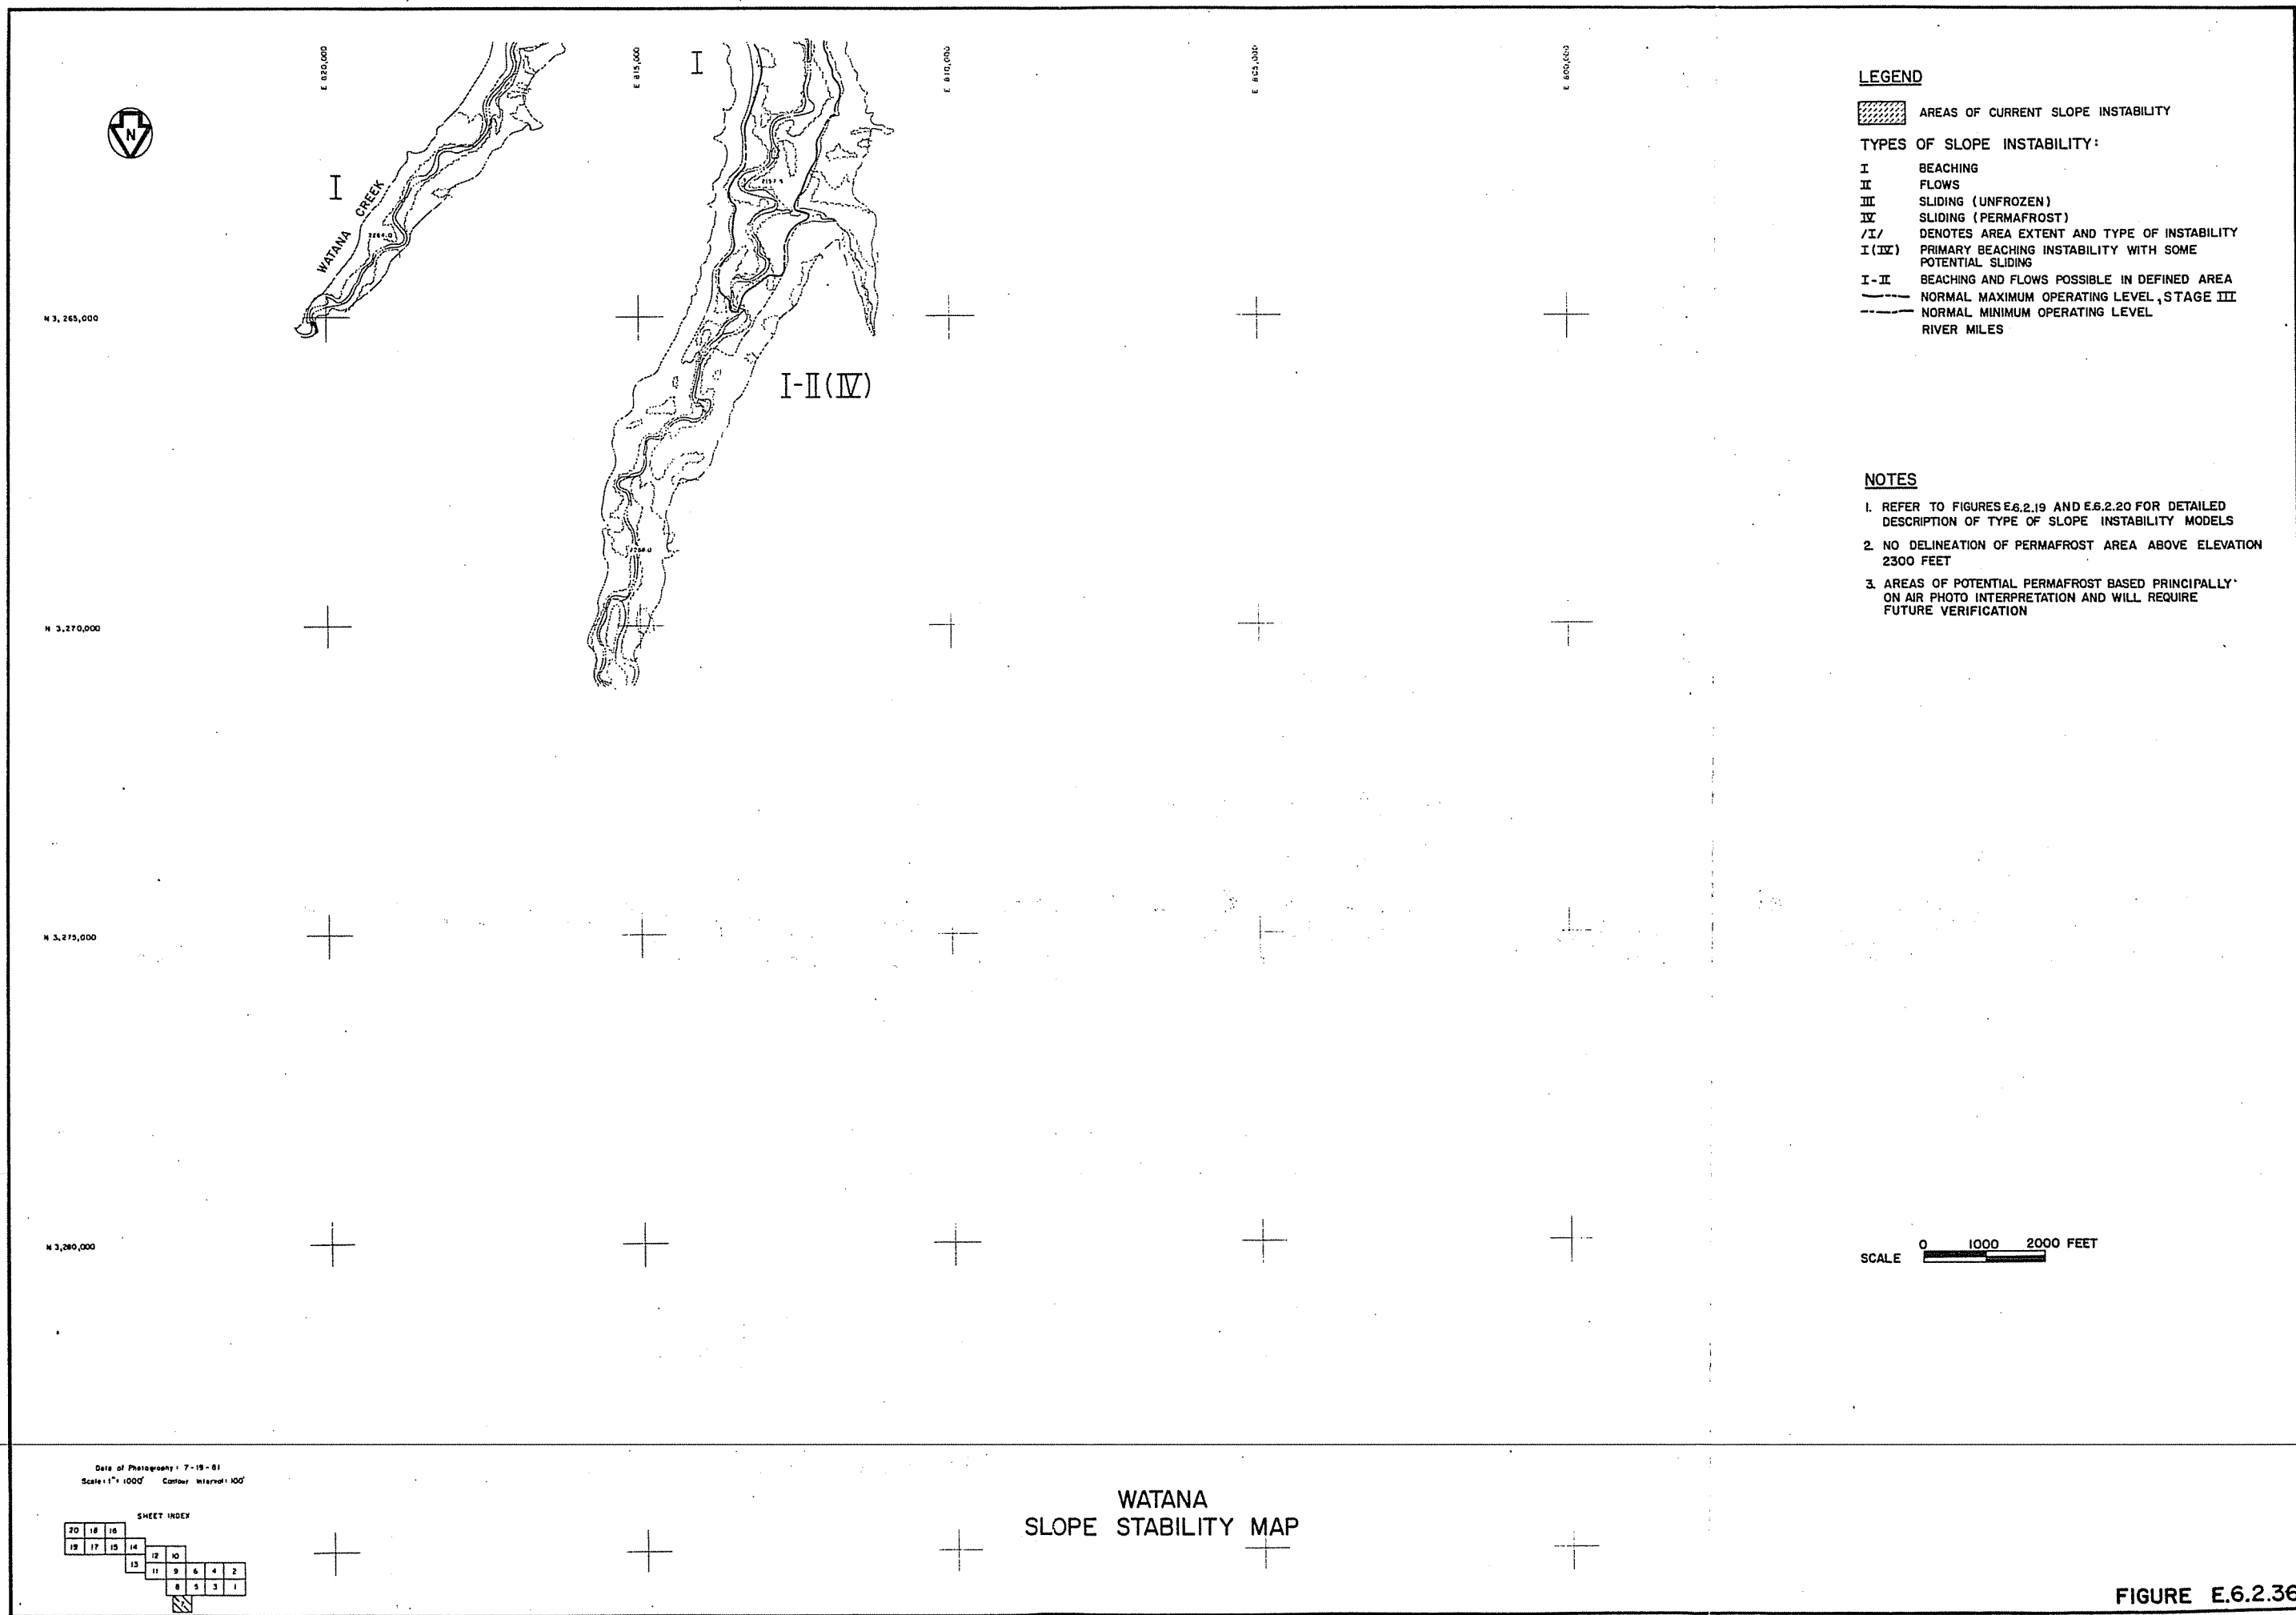 E 820,000
E 815,000
E 810,000
E 805,000
E 800,000
I
N
I
WATANA CREEK
2264.0
N 3,265,000
I-II(IV)
N 3,270,000
N 3,275,000
N 3,280,000
LEGEND
AREAS OF CURRENT SLOPE INSTABILITY
TYPES OF SLOPE INSTABILITY:
I BEACHING
II FLOWS
III SLIDING (UNFROZEN)
IV SLIDING (PERMAFROST)
/I/ DENOTES AREA EXTENT AND TYPE OF INSTABILITY
I(IV) PRIMARY BEACHING INSTABILITY WITH SOME
POTENTIAL SLIDING
I-II BEACHING AND FLOWS POSSIBLE IN DEFINED AREA
NORMAL MAXIMUM OPERATING LEVEL, STAGE III
NORMAL MINIMUM OPERATING LEVEL
RIVER MILES
NOTES
1. REFER TO FIGURES E.6.2.19 AND E.6.2.20 FOR DETAILED
DESCRIPTION OF TYPE OF SLOPE INSTABILITY MODELS
2. NO DELINEATION OF PERMAFROST AREA ABOVE ELEVATION
2300 FEET
3. AREAS OF POTENTIAL PERMAFROST BASED PRINCIPALLY
ON AIR PHOTO INTERPRETATION AND WILL REQUIRE
FUTURE VERIFICATION
0 1000 2000 FEET
SCALE
Date of Photography: 7-19-81
Scale: 1"= 1000' Contour Interval: 100'
SHEET INDEX
20 18 16
19 17 15 14
12 10
13
11 9 6 4 2
8 5 3 1
WATANA
SLOPE STABILITY MAP
FIGURE E.6.2.36